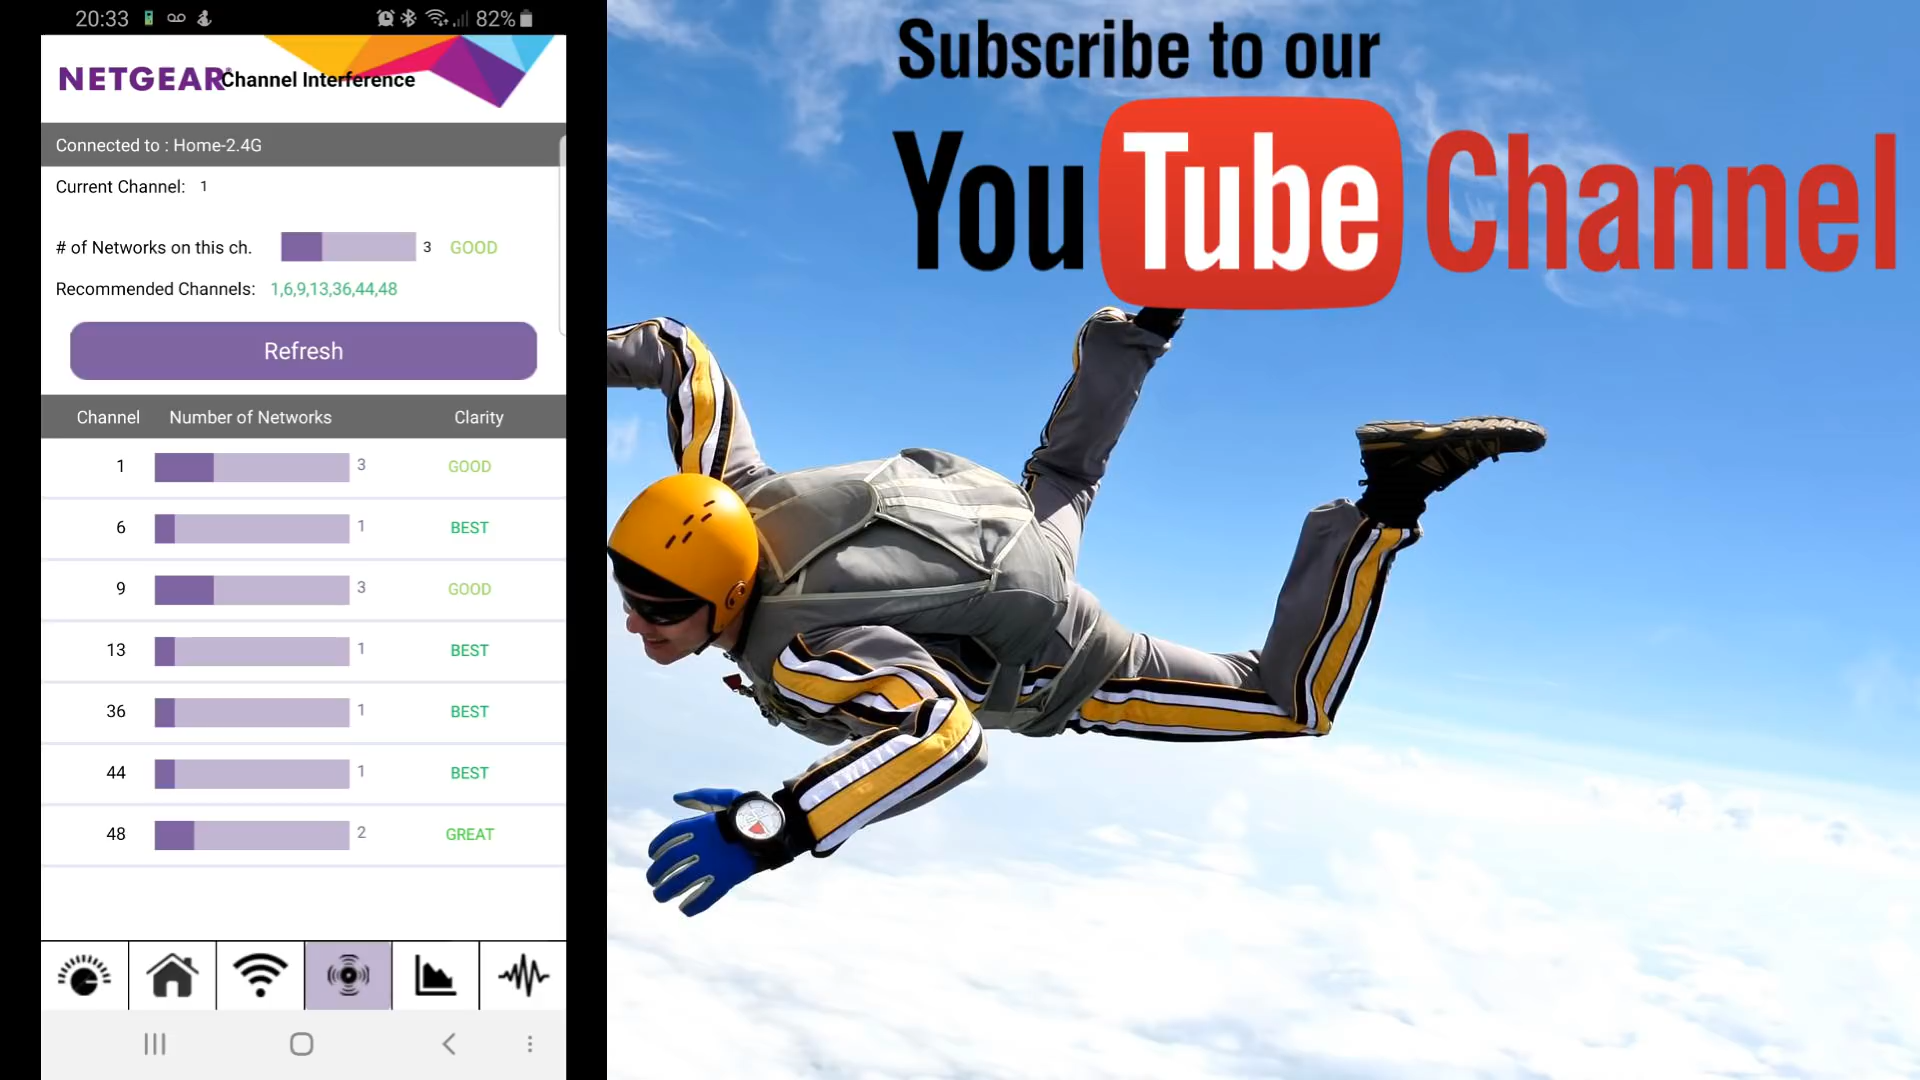 20:33 82%
NETGEAR® Channel Interference
Connected to : Home-2.4G
Current Channel: 1
# of Networks on this ch. 3 GOOD
Recommended Channels: 1,6,9,13,36,44,48
Refresh
Channel Number of Networks Clarity
1 3 GOOD
6 1 BEST
9 3 GOOD
13 1 BEST
36 1 BEST
44 1 BEST
48 2 GREAT
Subscribe to our
YouTube Channel